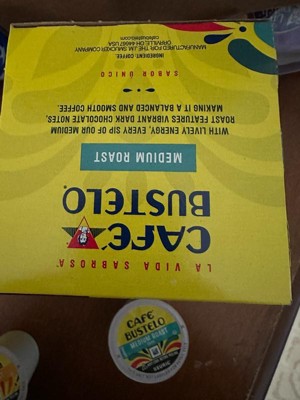 LA VIDA SABROSA
CAFÉ
BUSTELO
MEDIUM ROAST
WITH LIVELY ENERGY, EVERY SIP OF OUR MEDIUM
ROAST FEATURES VIBRANT DARK CHOCOLATE NOTES,
MAKING IT A BALANCED AND SMOOTH COFFEE.
SABOR ÚNICO
INGREDIENT: COFFEE.
MANUFACTURED FOR THE J.M. SMUCKER COMPANY
ORRVILLE, OH 44667 USA
cafebustelo.com
CAFÉ
BUSTELO